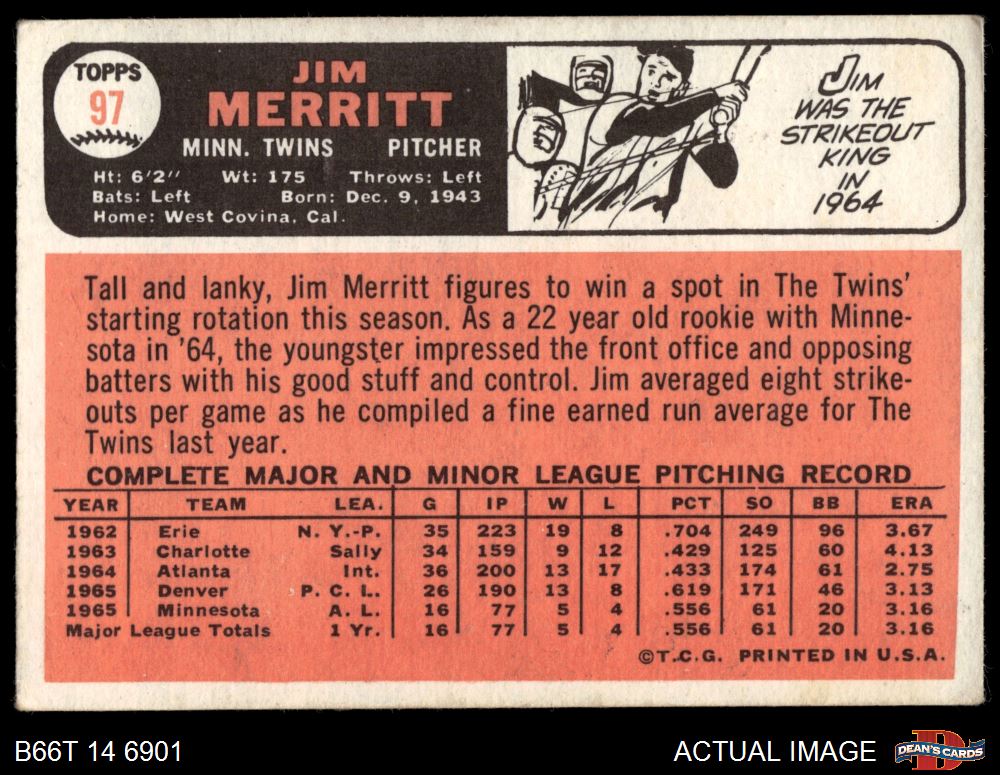 TOPPS
97
JIM
MERRITT
MINN. TWINS PITCHER
Ht: 6'2" Wt: 175 Throws: Left
Bats: Left Born: Dec. 9, 1943
Home: West Covina, Cal.
JIM
WAS THE
STRIKEOUT
KING
IN
1964
Tall and lanky, Jim Merritt figures to win a spot in The Twins'
starting rotation this season. As a 22 year old rookie with Minne-
sota in '64, the youngster impressed the front office and opposing
batters with his good stuff and control. Jim averaged eight strike-
outs per game as he compiled a fine earned run average for The
Twins last year.
COMPLETE MAJOR AND MINOR LEAGUE PITCHING RECORD
YEAR TEAM LEA. G IP W L PCT SO BB ERA
1962 Erie N. Y.-P. 35 223 19 8 .704 249 96 3.67
1963 Charlotte Sally 34 159 9 12 .429 125 60 4.13
1964 Atlanta Int. 36 200 13 17 .433 174 61 2.75
1965 Denver P. C. L. 26 190 13 8 .619 171 46 3.13
1965 Minnesota A. L. 16 77 5 4 .556 61 20 3.16
Major League Totals 1 Yr. 16 77 5 4 .556 61 20 3.16
©T.C.G. PRINTED IN U.S.A.
B66T 14 6901 ACTUAL IMAGE DEAN'S CARDS